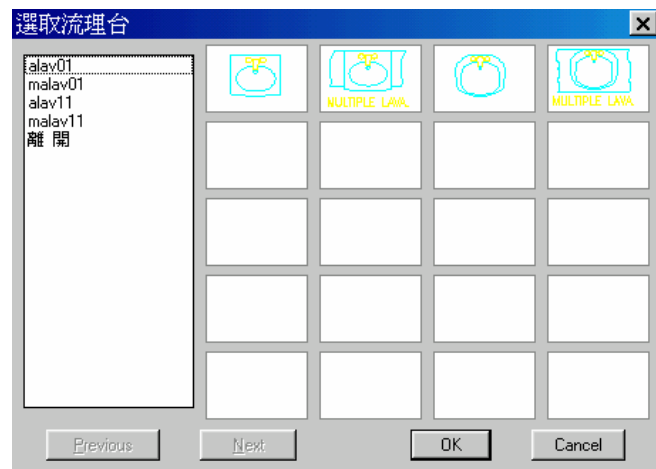 選取流理台
alav01
malav01
alav11
malav11
離 開
MULTIPLE LAVA.
MULTIPLE LAVA.
Previous
Next
OK
Cancel